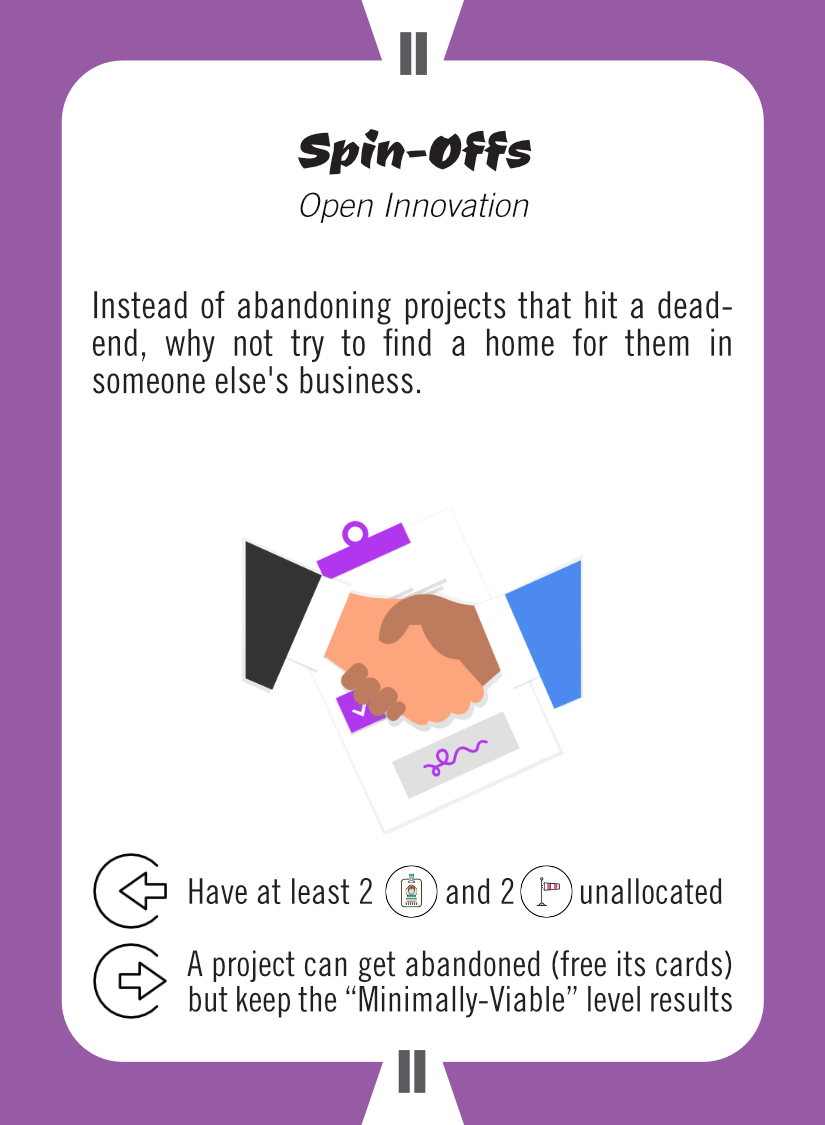 II
Spin-Offs
Open Innovation
Instead of abandoning projects that hit a dead-
end, why not try to find a home for them in
someone else's business.
Have at least 2 and 2 unallocated
A project can get abandoned (free its cards)
but keep the “Minimally-Viable” level results
II